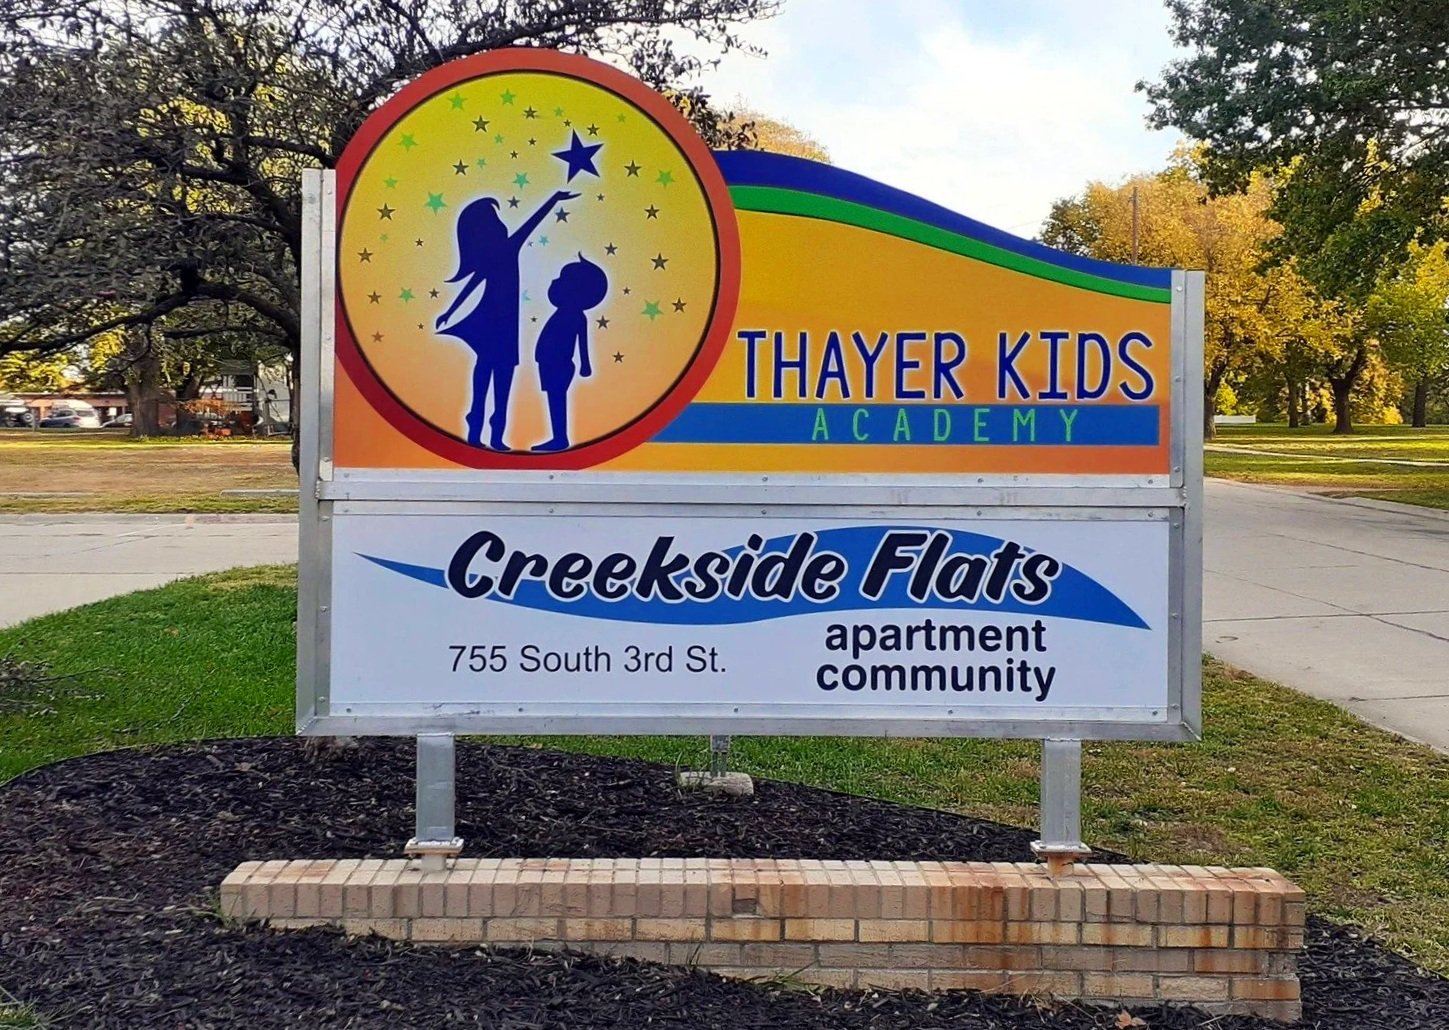 THAYER KIDS
ACADEMY
Creekside Flats
apartment
community
755 South 3rd St.